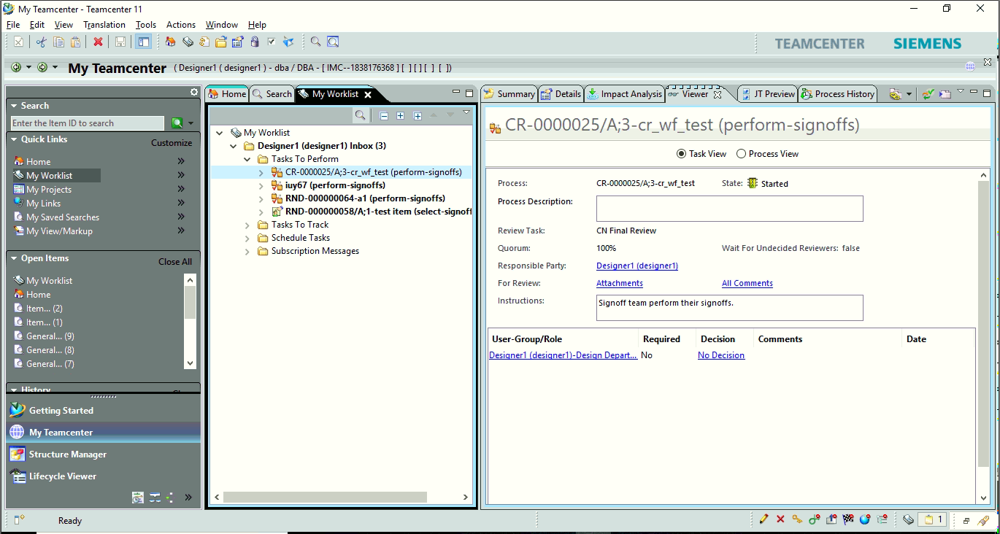 My Teamcenter - Teamcenter 11
File Edit View Translation Tools Actions Window Help
TEAMCENTER SIEMENS
My Teamcenter ( Designer1 ( designer1 ) - dba / DBA - [ IMC--1838176368 ] [ ] [ ] [ ] [ ])
Search
Enter the Item ID to search
Quick Links
Customize
Home
My Worklist
My Projects
My Links
My Saved Searches
My View/Markup
Open Items
Close All
My Worklist
Home
Item... (2)
Item... (1)
General... (9)
General... (8)
General... (7)
History
Getting Started
My Teamcenter
Structure Manager
Lifecycle Viewer
Home Search My Worklist
My Worklist
Designer1 (designer1) Inbox (3)
Tasks To Perform
CR-0000025/A;3-cr_wf_test (perform-signoffs)
iuy67 (perform-signoffs)
RND-000000064-a1 (perform-signoffs)
RND-000000058/A;1-test item (select-signoff
Tasks To Track
Schedule Tasks
Subscription Messages
Summary Details Impact Analysis Viewer JT Preview Process History
CR-0000025/A;3-cr_wf_test (perform-signoffs)
Task View Process View
Process: CR-0000025/A;3-cr_wf_test State: Started
Process Description:
Review Task: CN Final Review
Quorum: 100% Wait For Undecided Reviewers: false
Responsible Party: Designer1 (designer1)
For Review: Attachments All Comments
Instructions: Signoff team perform their signoffs.
User-Group/Role Required Decision Comments Date
Designer1 (designer1)-Design Depart... No No Decision
Ready
1